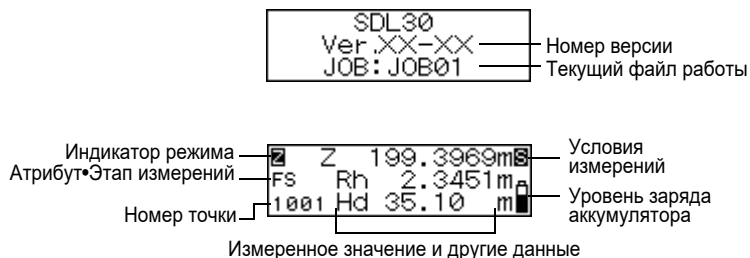 SDL30
Ver.XX-XX
Номер версии
JOB:JOB01
Текущий файл работы
Индикатор режима
Z Z 199.3969m S
Условия измерений
Атрибут•Этап измерений
FS Rh 2.3451m
Номер точки
1001 Hd 35.10 m
Уровень заряда аккумулятора
Измеренное значение и другие данные